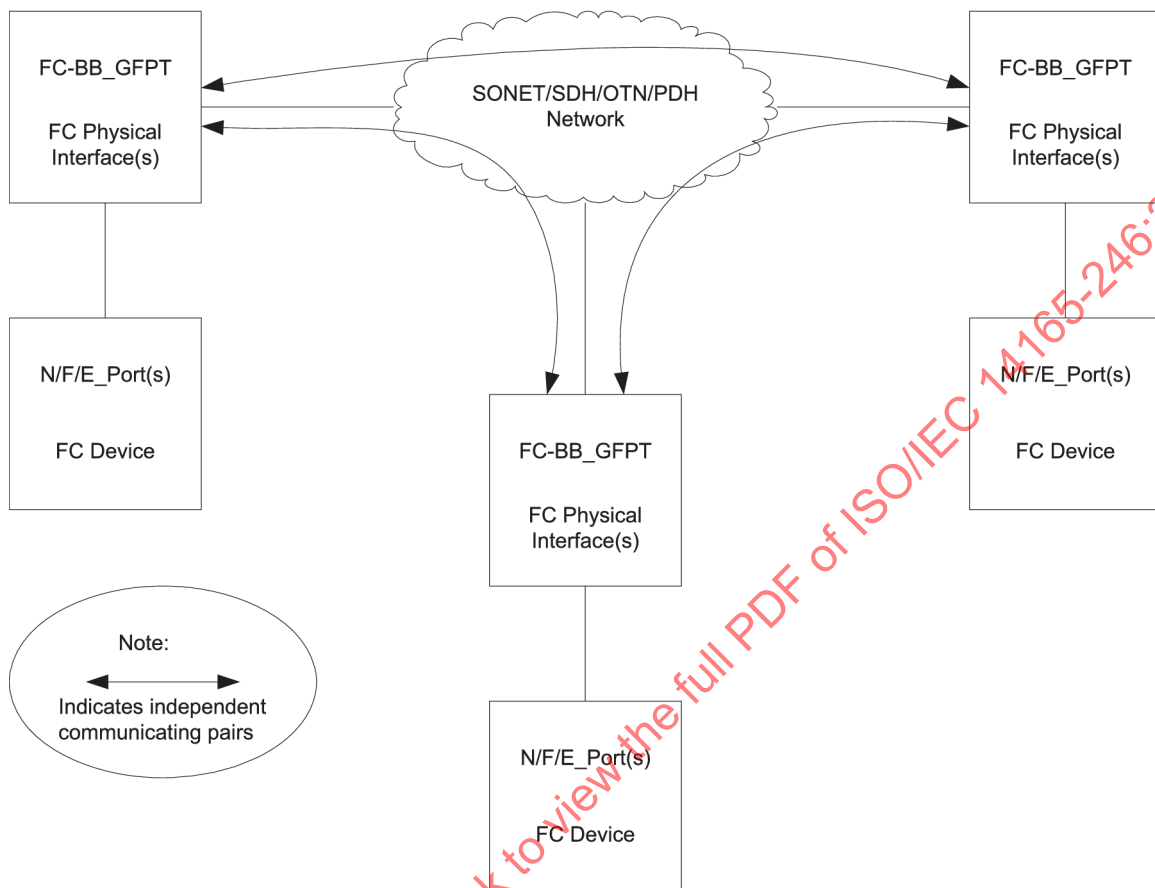 FC-BB_GFPT
FC Physical
Interface(s)
SONET/SDH/OTN/PDH
Network
FC-BB_GFPT
FC Physical
Interface(s)
N/F/E_Port(s)
FC Device
FC-BB_GFPT
FC Physical
Interface(s)
N/F/E_Port(s)
FC Device
Note:
Indicates independent
communicating pairs
N/F/E_Port(s)
FC Device
to view the full PDF of ISO/IEC 14165-246: